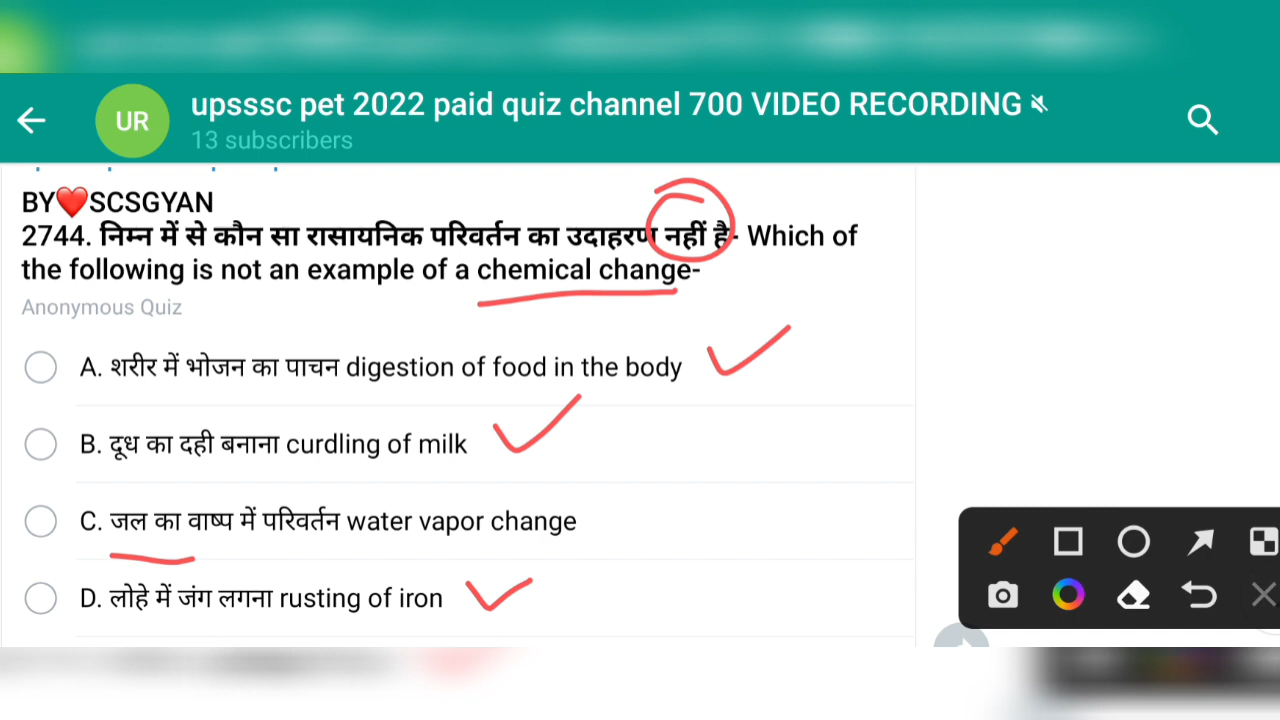 upsssc pet 2022 paid quiz channel 700 VIDEO RECORDING
UR
13 subscribers
BY❤️SCSGYAN
2744. निम्न में से कौन सा रासायनिक परिवर्तन का उदाहरण नहीं है- Which of
the following is not an example of a chemical change-
Anonymous Quiz
A. शरीर में भोजन का पाचन digestion of food in the body
B. दूध का दही बनाना curdling of milk
C. जल का वाष्प में परिवर्तन water vapor change
D. लोहे में जंग लगना rusting of iron